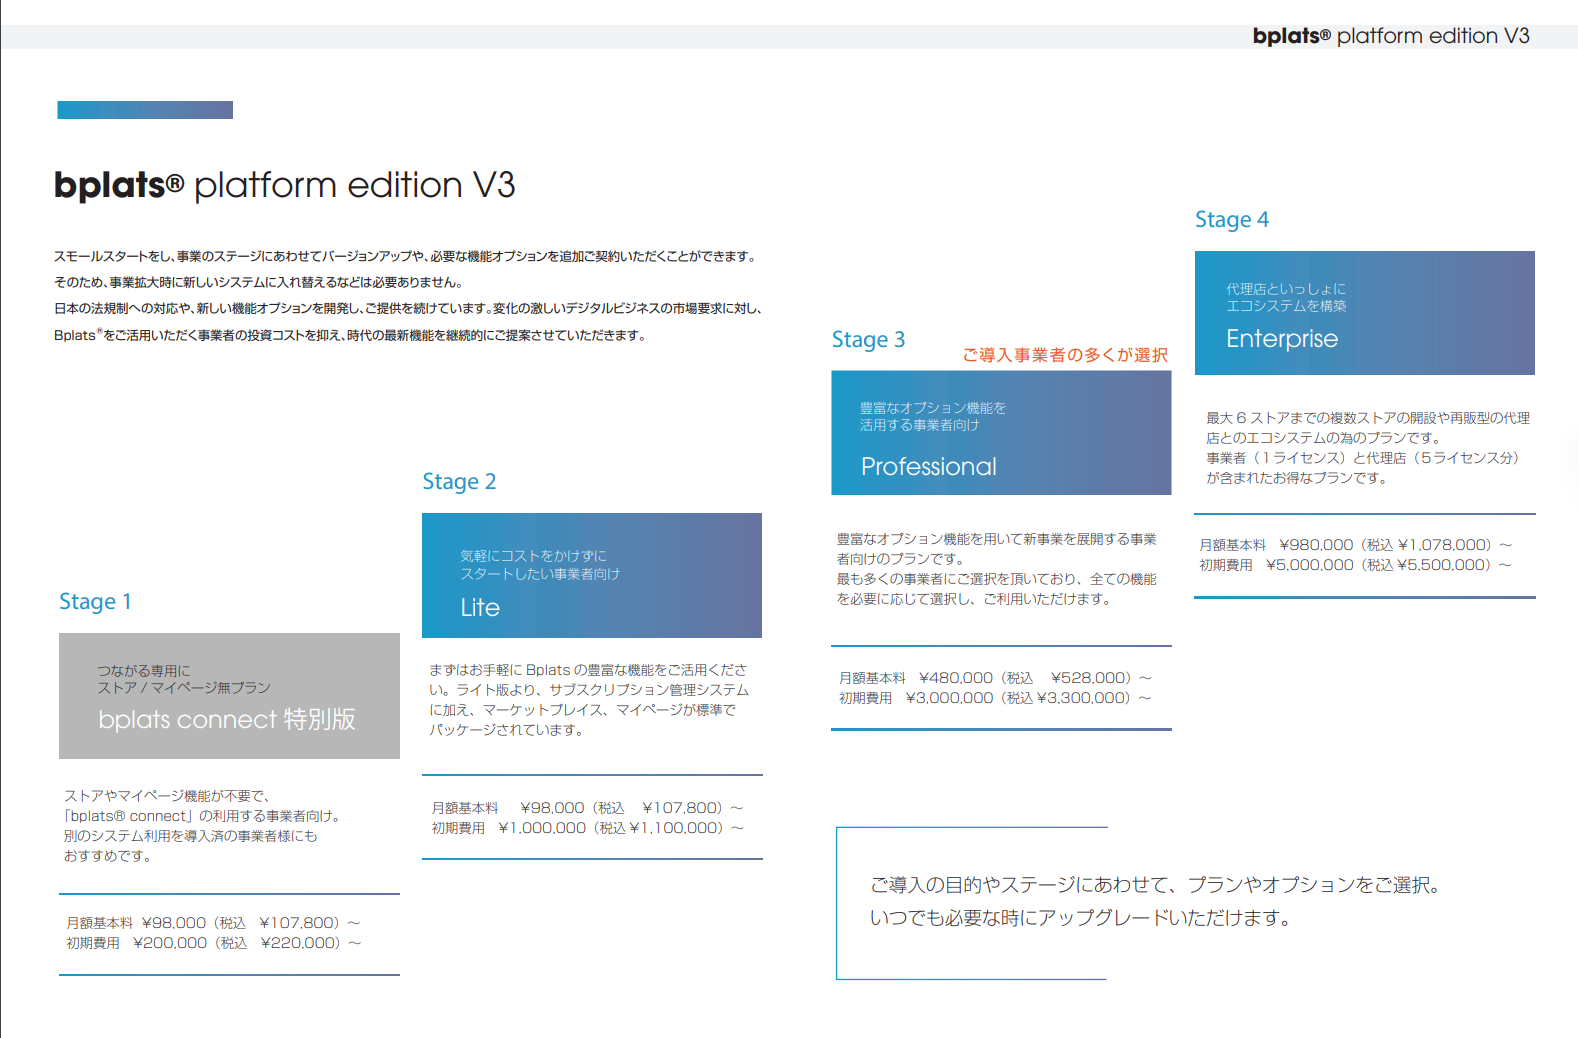 bplats® platform edition V3
bplats® platform edition V3
スモールスタートをし、事業のステージにあわせてバージョンアップや、必要な機能オプションを追加ご契約いただくことができます。
そのため、事業拡大時に新しいシステムに入れ替えるなどは必要ありません。
日本の法規制への対応や、新しい機能オプションを開発し、ご提供を続けています。変化の激しいデジタルビジネスの市場要求に対し、
Bplats®をご活用いただく事業者の投資コストを抑え、時代の最新機能を継続的にご提案させていただきます。
Stage 1
つながる専用に
ストア / マイページ無プラン
bplats connect 特別版
ストアやマイページ機能が不要で、
「bplats® connect」の利用する事業者向け。
別のシステム利用を導入済の事業者様にも
おすすめです。
月額基本料 ¥98,000（税込 ¥107,800）～
初期費用 ¥200,000（税込 ¥220,000）～
Stage 2
気軽にコストをかけずに
スタートしたい事業者向け
Lite
まずはお手軽に Bplats の豊富な機能をご活用くださ
い。ライト版より、サブスクリプション管理システム
に加え、マーケットプレイス、マイページが標準で
パッケージされています。
月額基本料 ¥98,000（税込 ¥107,800）～
初期費用 ¥1,000,000（税込 ¥1,100,000）～
Stage 3
ご導入事業者の多くが選択
豊富なオプション機能を
活用する事業者向け
Professional
豊富なオプション機能を用いて新事業を展開する事業
者向けのプランです。
最も多くの事業者にご選択を頂いており、全ての機能
を必要に応じて選択し、ご利用いただけます。
月額基本料 ¥480,000（税込 ¥528,000）～
初期費用 ¥3,000,000（税込 ¥3,300,000）～
Stage 4
代理店といっしょに
エコシステムを構築
Enterprise
最大 6 ストアまでの複数ストアの開設や再販型の代理
店とのエコシステムの為のプランです。
事業者（１ライセンス）と代理店（５ライセンス分）
が含まれたお得なプランです。
月額基本料 ¥980,000（税込 ¥1,078,000）～
初期費用 ¥5,000,000（税込 ¥5,500,000）～
ご導入の目的やステージにあわせて、プランやオプションをご選択。
いつでも必要な時にアップグレードいただけます。